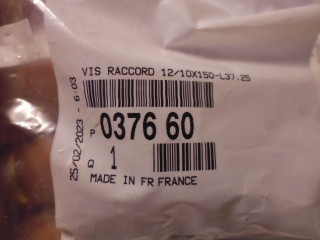 VIS RACCORD 12/10X150-L37,25
P 0376 60
Q 1
MADE IN FR FRANCE
25/02/2023 - 6:03